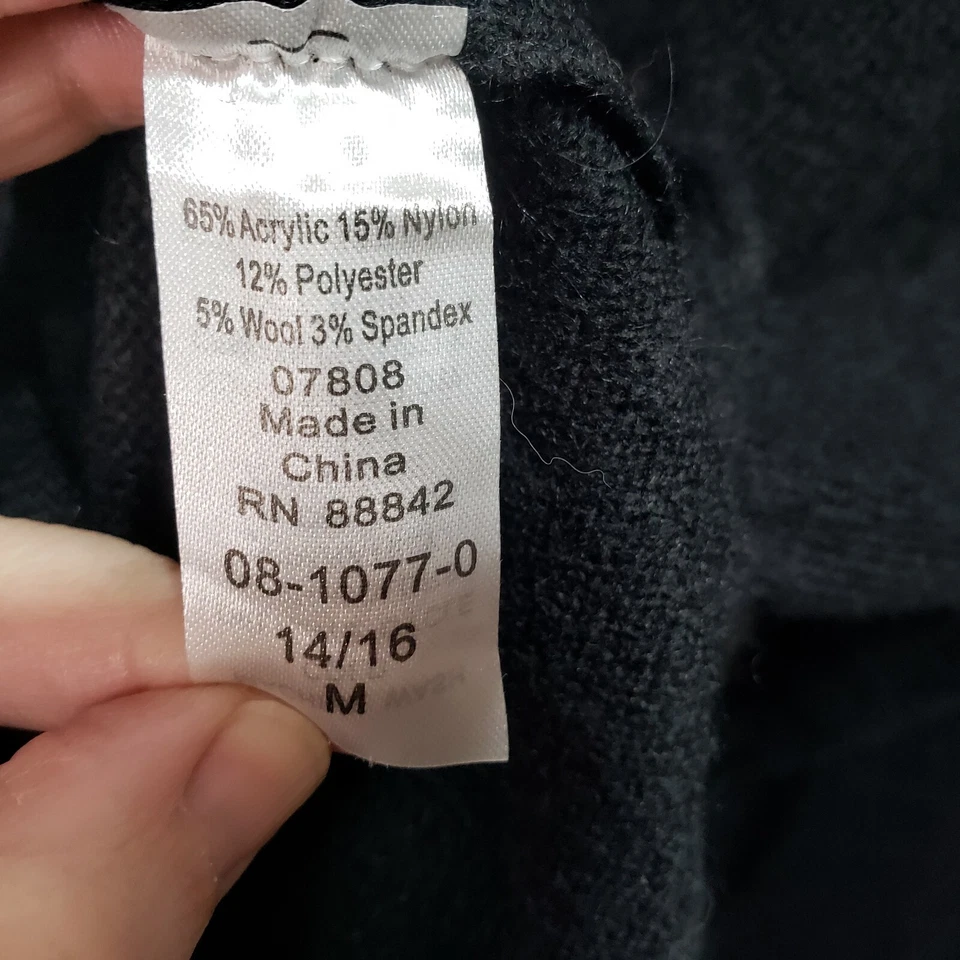 65% Acrylic 15% Nylon
12% Polyester
5% Wool 3% Spandex
07808
Made in
China
RN 88842
08-1077-0
14/16
M